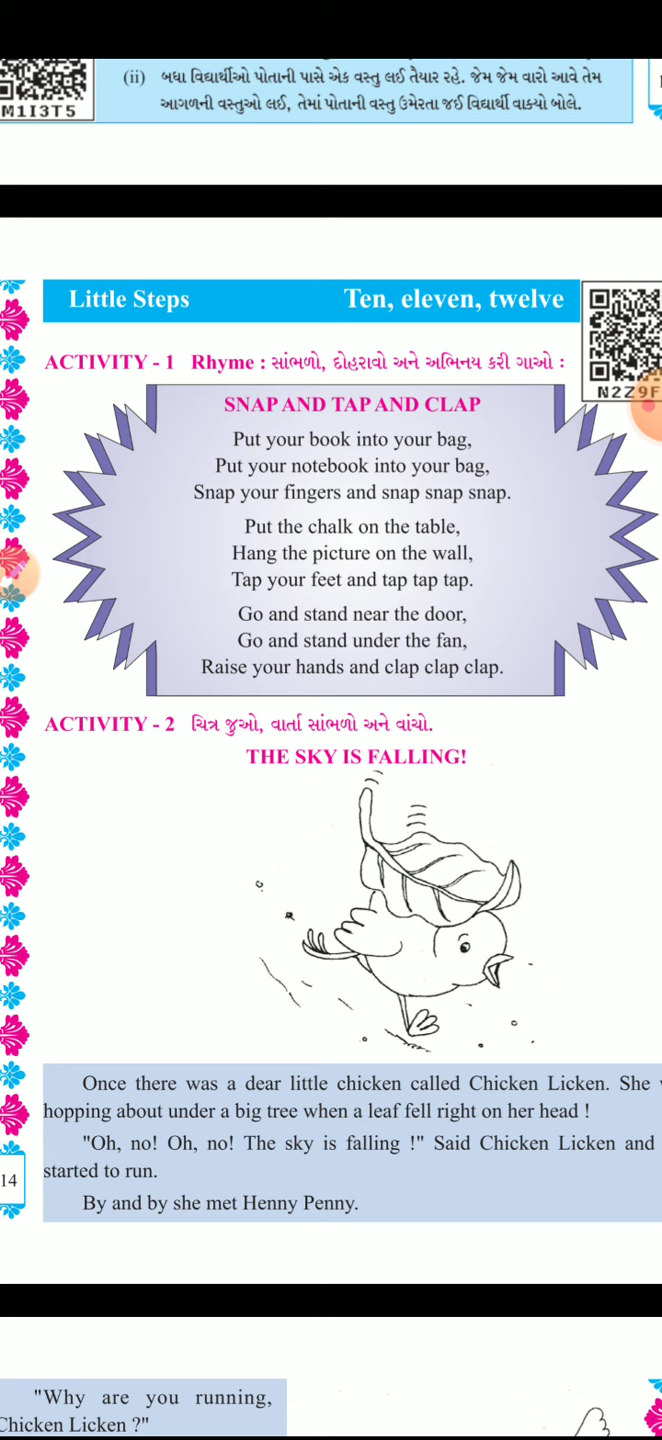 (ii) બધા વિદ્યાર્થીઓ પોતાની પાસે એક વસ્તુ લઈ તૈયાર રહે. જેમ જેમ વારો આવે તેમ
આગળની વસ્તુઓ લઈ, તેમાં પોતાની વસ્તુ ઉમેરતા જઈ વિદ્યાર્થી વાક્યો બોલે.
M1I3T5
Little Steps Ten, eleven, twelve
ACTIVITY - 1 Rhyme : સાંભળો, દોહરાવો અને અભિનય કરી ગાઓ :
N2Z9F
SNAP AND TAP AND CLAP
Put your book into your bag,
Put your notebook into your bag,
Snap your fingers and snap snap snap.
Put the chalk on the table,
Hang the picture on the wall,
Tap your feet and tap tap tap.
Go and stand near the door,
Go and stand under the fan,
Raise your hands and clap clap clap.
ACTIVITY - 2 ચિત્ર જુઓ, વાર્તા સાંભળો અને વાંચો.
THE SKY IS FALLING!
Once there was a dear little chicken called Chicken Licken. She
hopping about under a big tree when a leaf fell right on her head !
"Oh, no! Oh, no! The sky is falling !" Said Chicken Licken and
started to run.
14
By and by she met Henny Penny.
"Why are you running,
Chicken Licken ?"